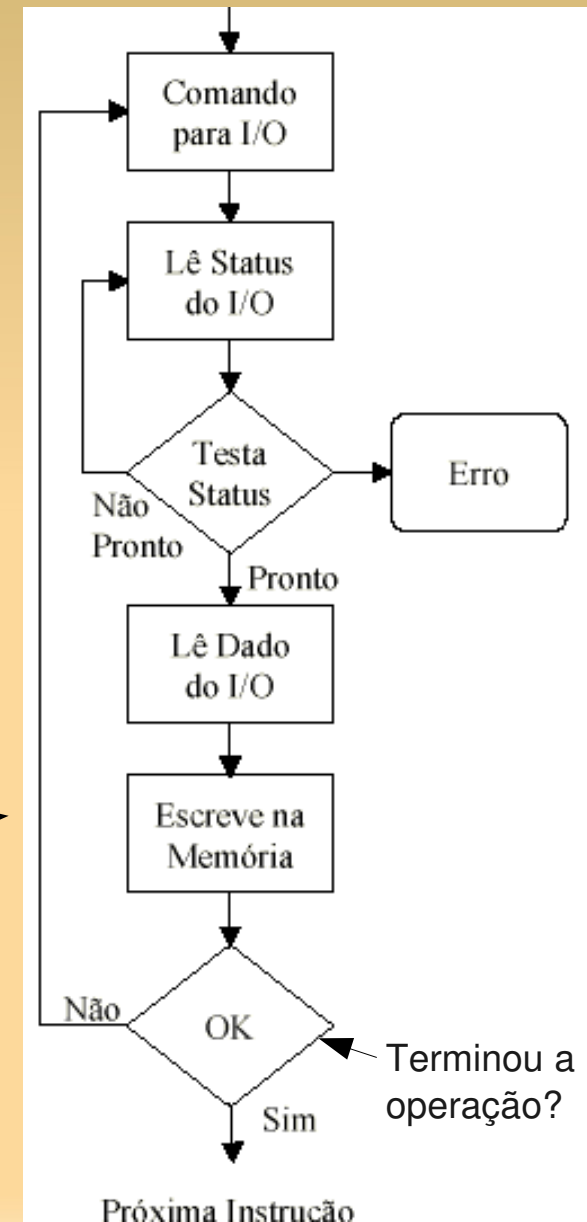 Comando
para I/O
Lê Status
do I/O
Testa
Status
Erro
Não
Pronto
Pronto
Lê Dado
do I/O
Escreve na
Memória
Não
OK
Terminou a
operação?
Sim
Próxima Instrução